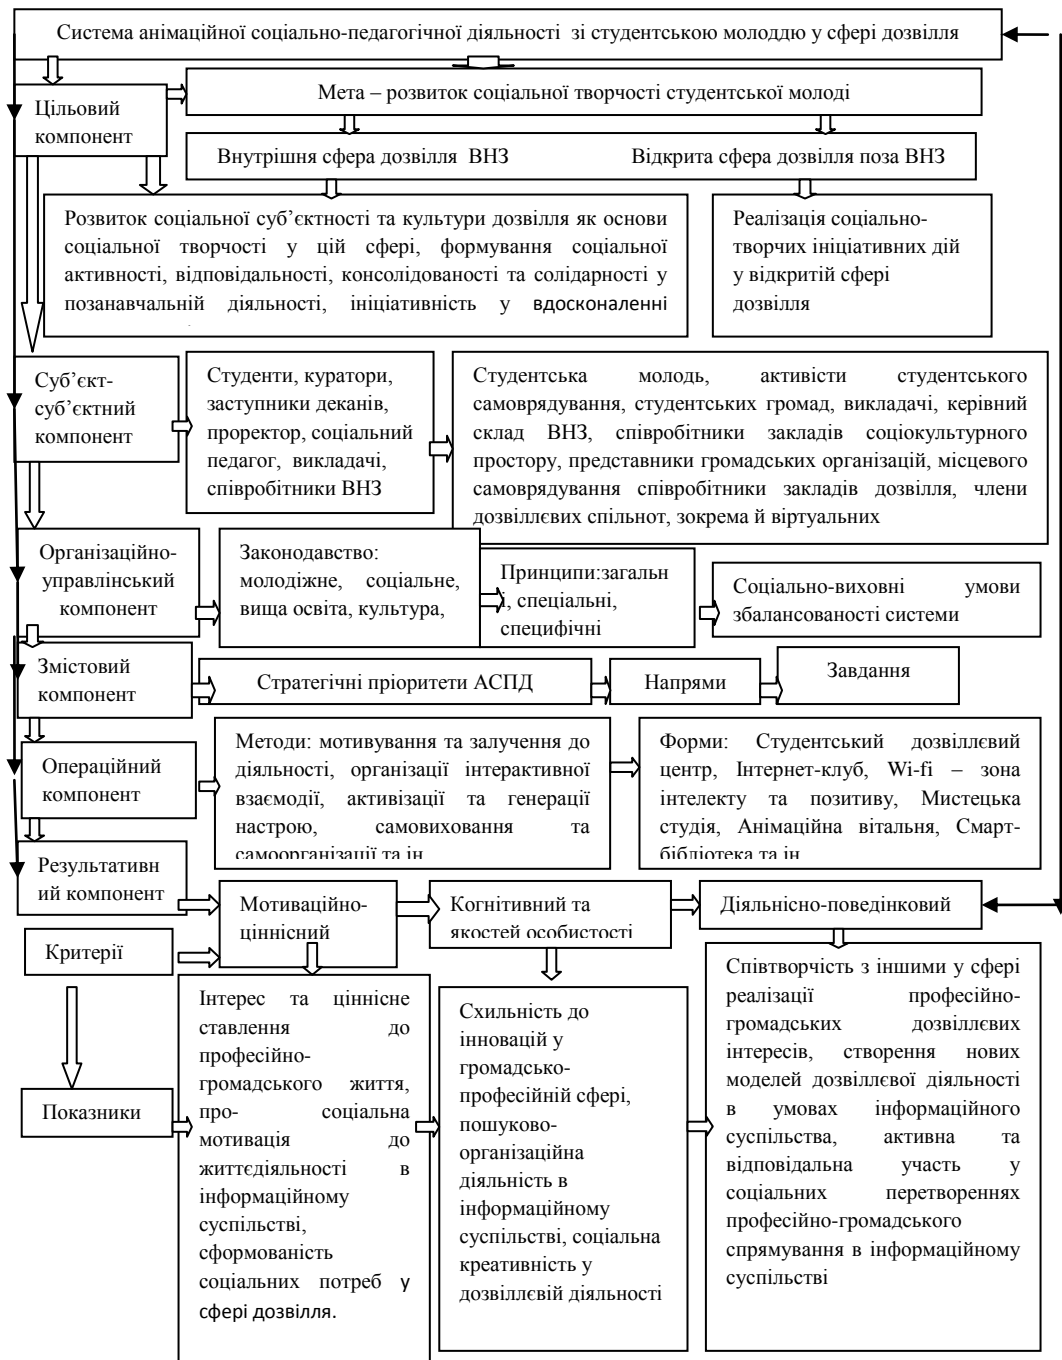 Система анімаційної соціально-педагогічної діяльності зі студентською молоддю у сфері дозвілля
Цільовий
компонент
Мета – розвиток соціальної творчості студентської молоді
Внутрішня сфера дозвілля ВНЗ
Відкрита сфера дозвілля поза ВНЗ
Розвиток соціальної суб’єктності та культури дозвілля як основи
соціальної творчості у цій сфері, формування соціальної
активності, відповідальності, консолідованості та солідарності у
позанавчальній діяльності, ініціативність у вдосконаленні
Реалізація соціально-
творчих ініціативних дій
у відкритій сфері
дозвілля
Суб’єкт-
суб’єктний
компонент
Студенти, куратори,
заступники деканів,
проректор, соціальний
педагог, викладачі,
співробітники ВНЗ
Студентська молодь, активісти студентського
самоврядування, студентських громад, викладачі, керівний
склад ВНЗ, співробітники закладів соціокультурного
простору, представники громадських організацій, місцевого
самоврядування співробітники закладів дозвілля, члени
дозвіллєвих спільнот, зокрема й віртуальних
Організаційно-
управлінський
компонент
Законодавство:
молодіжне, соціальне,
вища освіта, культура,
Принципи:загальн
і, спеціальні,
специфічні
Соціально-виховні умови
збалансованості системи
Змістовий
компонент
Стратегічні пріоритети АСПД
Напрями
Завдання
Операційний
компонент
Методи: мотивування та залучення до
діяльності, організації інтерактивної
взаємодії, активізації та генерації
настрою, самовиховання та
самоорганізації та ін
Форми: Студентський дозвіллєвий
центр, Інтернет-клуб, Wi-fi – зона
інтелекту та позитиву, Мистецька
студія, Анімаційна вітальня, Смарт-
бібліотека та ін
Результативн
ий компонент
Мотиваційно-
ціннісний
Когнітивний та
якостей особистості
Діяльнісно-поведінковий
Критерії
Інтерес та ціннісне
ставлення до
професійно-
громадського життя,
про- соціальна
мотивація до
життєдіяльності в
інформаційному
суспільстві,
сформованість
соціальних потреб у
сфері дозвілля.
Схильність до
інновацій у
громадсько-
професійній сфері,
пошуково-
організаційна
діяльність в
інформаційному
суспільстві, соціальна
креативність у
дозвіллєвій діяльності
Співтворчість з іншими у сфері
реалізації професійно-
громадських дозвіллєвих
інтересів, створення нових
моделей дозвіллєвої діяльності
в умовах інформаційного
суспільства, активна та
відповідальна участь у
соціальних перетвореннях
професійно-громадського
спрямування в інформаційному
суспільстві
Показники